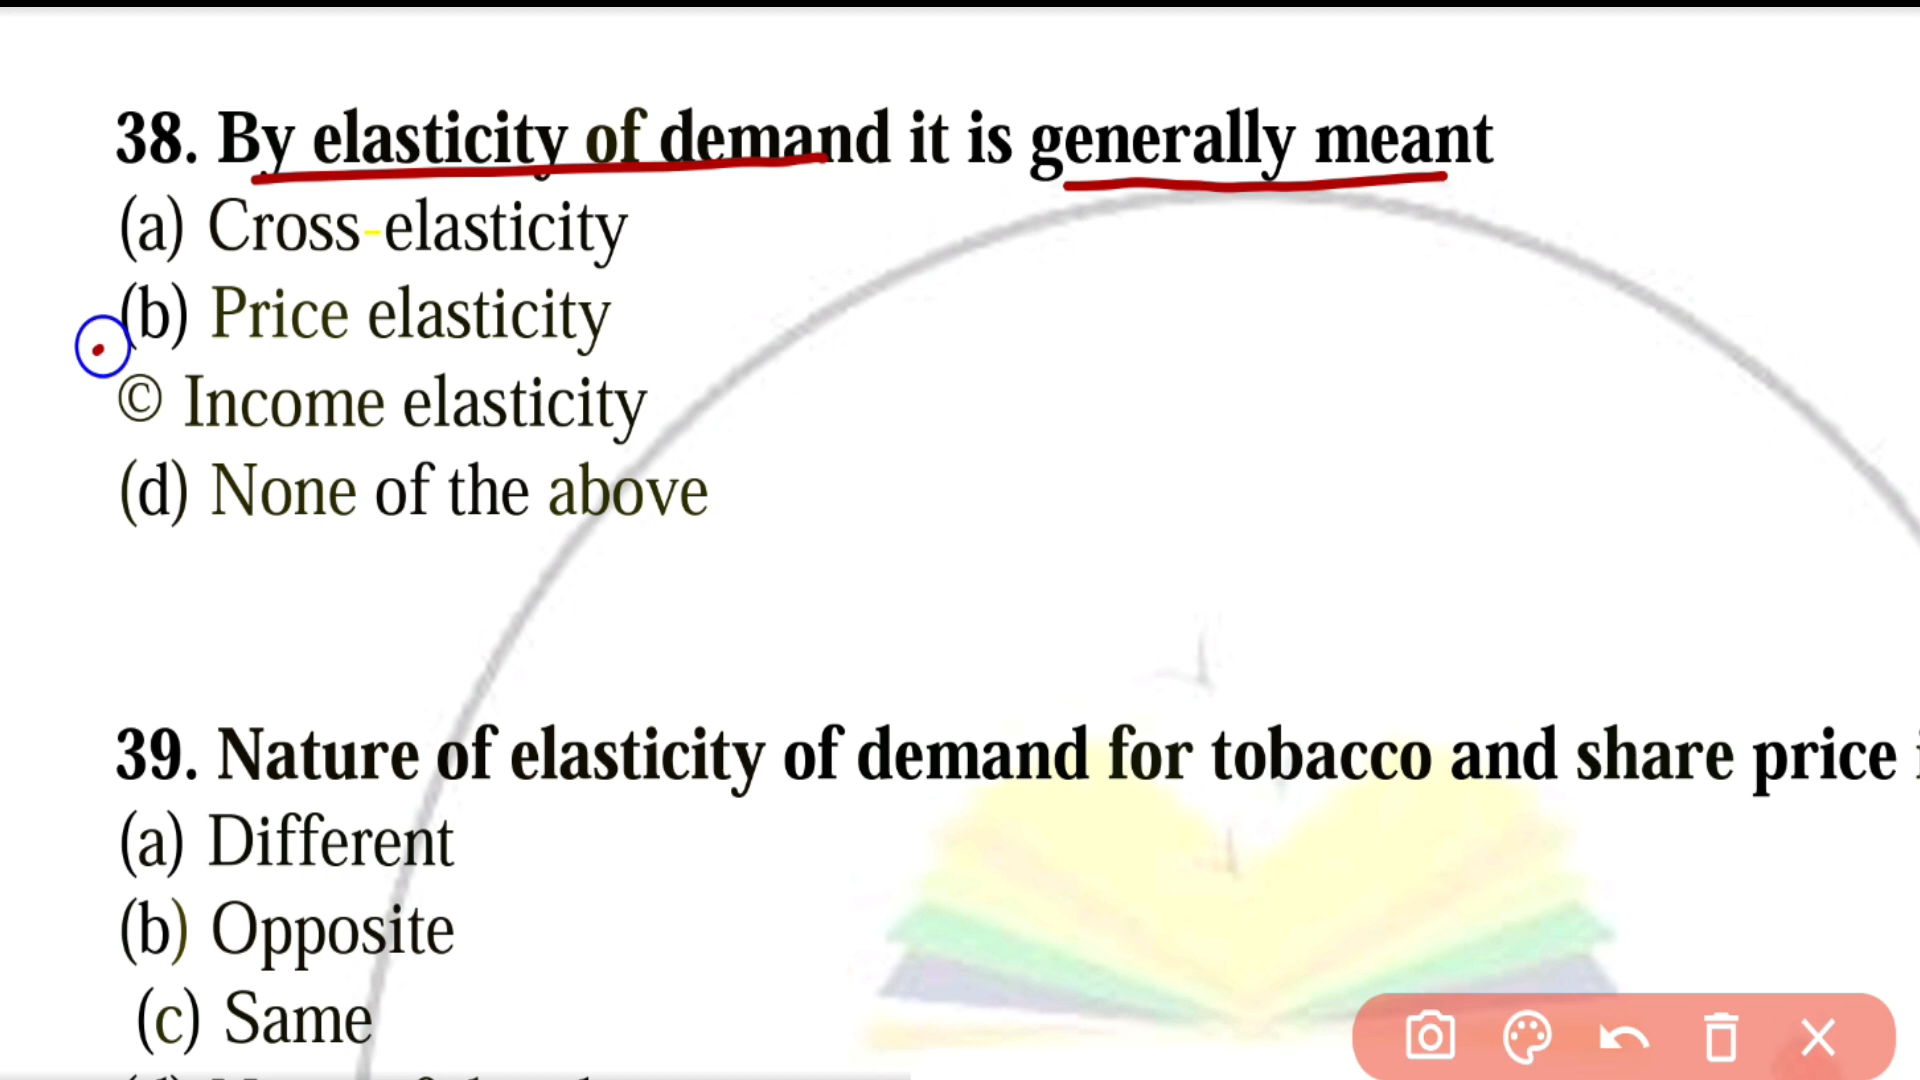 38. By elasticity of demand it is generally meant
(a) Cross-elasticity
(b) Price elasticity
© Income elasticity
(d) None of the above
39. Nature of elasticity of demand for tobacco and share price
(a) Different
(b) Opposite
(c) Same